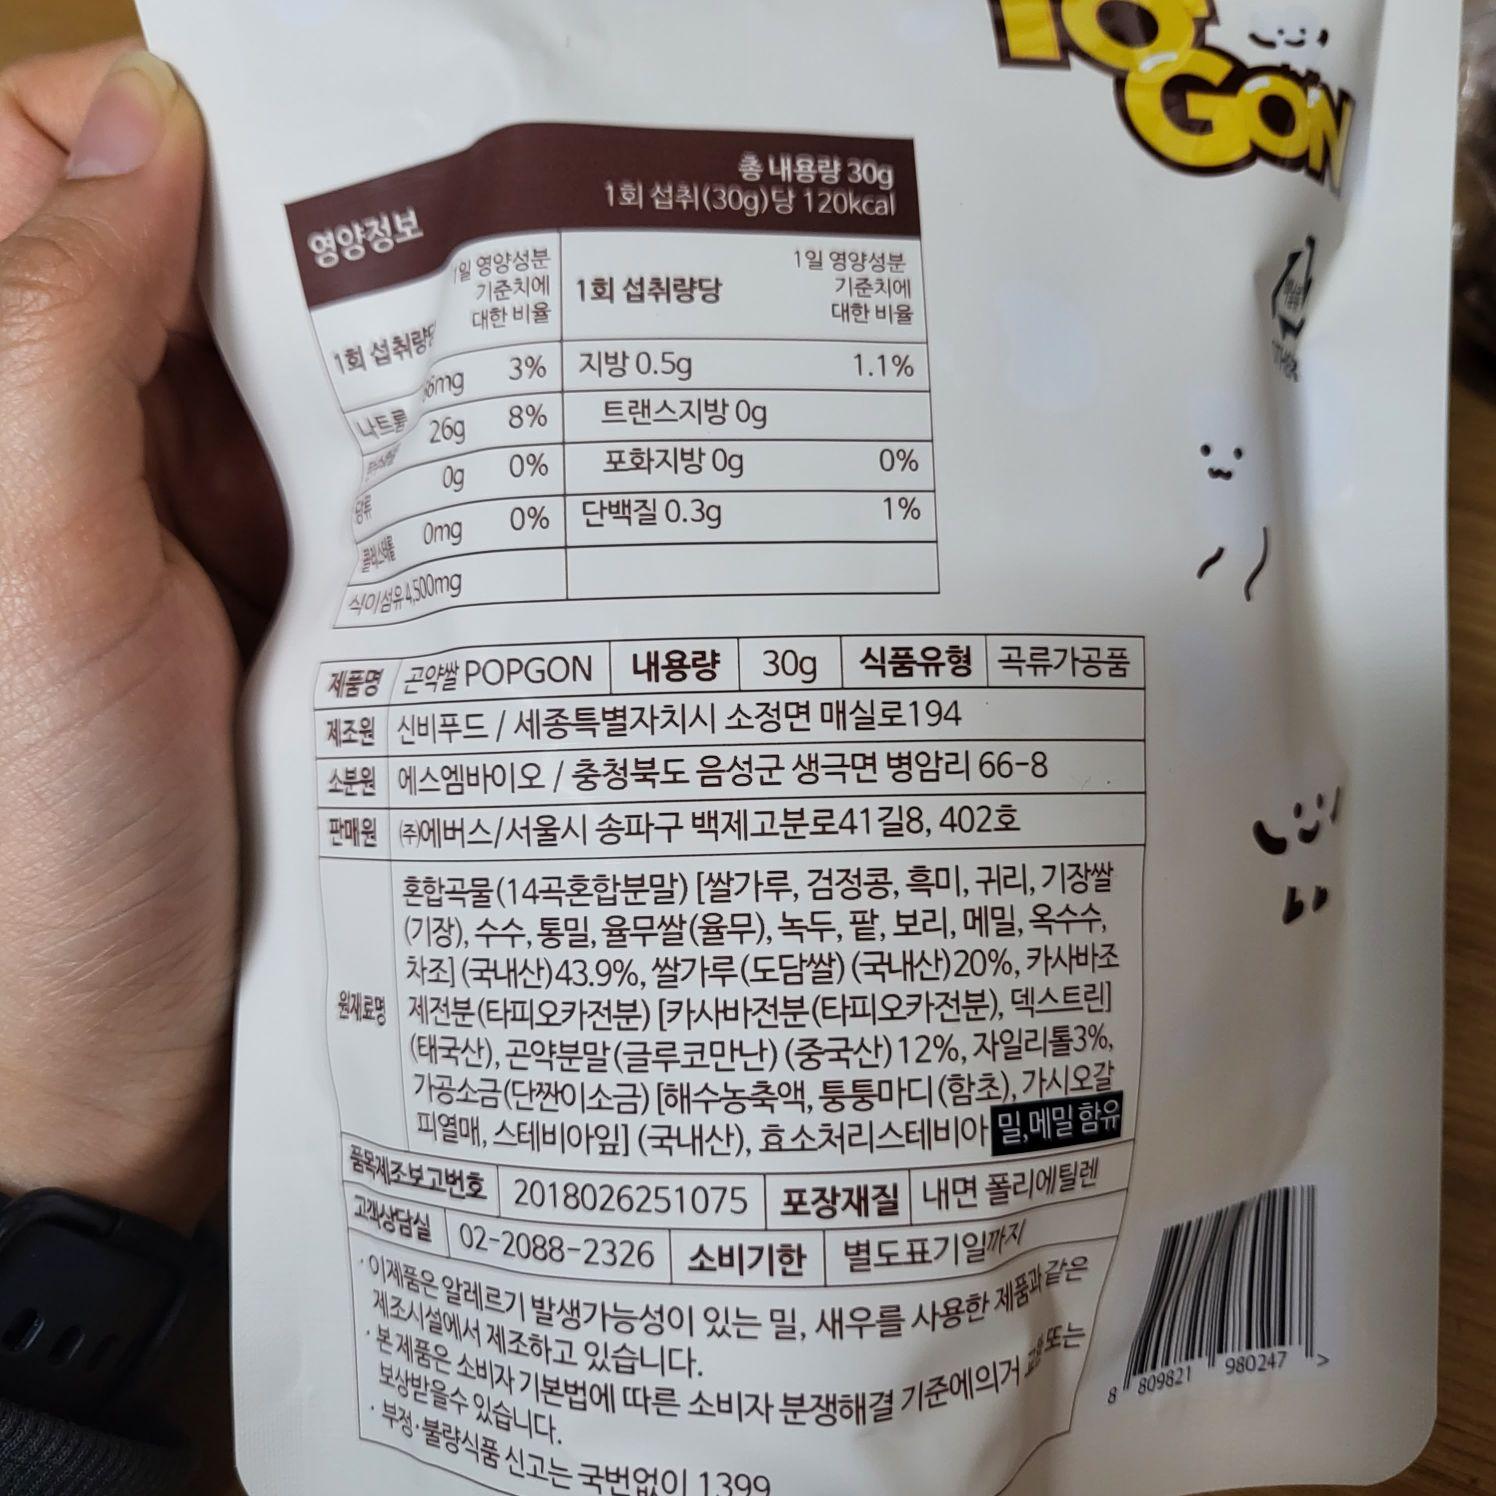 GON
영양정보
총 내용량 30g
1회 섭취(30g)당 120kcal
1회 섭취량당
1일 영양성분
기준치에
대한 비율
1회 섭취량당
1일 영양성분
기준치에
대한 비율
나트륨 3%
지방 0.5g 1.1%
26g 8%
트랜스지방 0g
당류 0g 0%
포화지방 0g 0%
콜레스테롤 0mg 0%
단백질 0.3g 1%
식이섬유 4,500mg
제품명 곤약쌀 POPGON 내용량 30g 식품유형 곡류가공품
제조원 신비푸드 / 세종특별자치시 소정면 매실로194
소분원 에스엠바이오 / 충청북도 음성군 생극면 병암리 66-8
판매원 (주)에버스/서울시 송파구 백제고분로41길8, 402호
원재료명
혼합곡물(14곡혼합분말) [쌀가루, 검정콩, 흑미, 귀리, 기장쌀
(기장), 수수, 통밀, 율무쌀(율무), 녹두, 팥, 보리, 메밀, 옥수수,
차조] (국내산)43.9%, 쌀가루(도담쌀) (국내산)20%, 카사바조
제전분(타피오카전분) [카사바전분(타피오카전분), 덱스트린]
(태국산), 곤약분말(글루코만난) (중국산)12%, 자일리톨3%,
가공소금(단짠이소금) [해수농축액, 퉁퉁마디(함초), 가시오갈
피열매, 스테비아잎] (국내산), 효소처리스테비아 밀,메밀 함유
품목제조보고번호 2018026251075 포장재질 내면 폴리에틸렌
고객상담실 02-2088-2326 소비기한 별도표기일까지
· 이제품은 알레르기 발생가능성이 있는 밀, 새우를 사용한 제품과 같은
제조시설에서 제조하고 있습니다.
· 본 제품은 소비자 기본법에 따른 소비자 분쟁해결 기준에의거 교환 또는
보상받을수 있습니다.
· 부정·불량식품 신고는 국번없이 1399
8 809821 980247 >